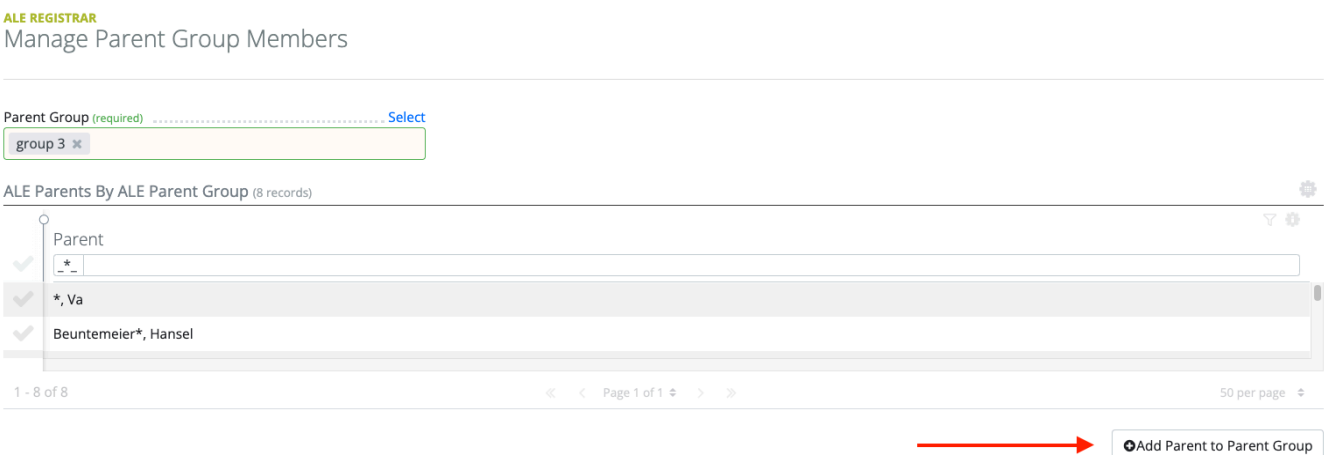 ALE REGISTRAR
Manage Parent Group Members
Parent Group (required) Select
group 3 ×
ALE Parents By ALE Parent Group (8 records)
Parent
_*_
*, Va
Beuntemeier*, Hansel
1 - 8 of 8 « < Page 1 of 1 > » 50 per page
Add Parent to Parent Group